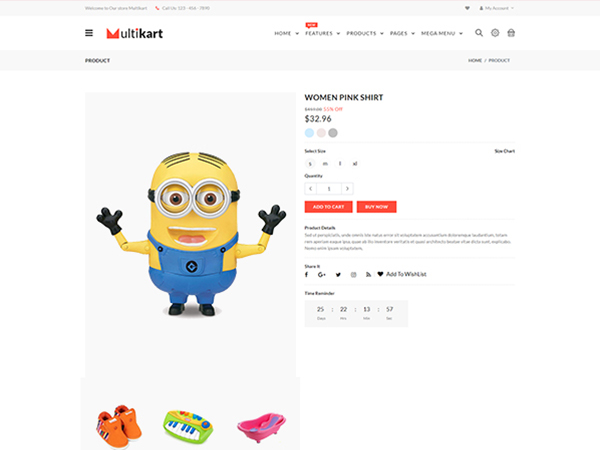 Welcome to Our store Multikart
Call Us: 123 - 456 - 7890
My Account
Multikart
HOME
NEW
FEATURES
PRODUCTS
PAGES
MEGA MENU
PRODUCT
HOME / PRODUCT
WOMEN PINK SHIRT
55% Off
$32.96
Select Size
Size Chart
s m l xl
Quantity
1
ADD TO CART
BUY NOW
Product Details
Sed ut perspiciatis, unde omnis iste natus error sit voluptatem accusantium doloremque laudantium, totam
rem aperiam eaque ipsa, quae ab illo inventore veritatis et quasi architecto beatae vitae dicta sunt, explicabo.
Nemo enim ipsam voluptatem,
Share It
Add To WishList
Time Reminder
25 : 22 : 13 : 57
Days Hrs Min Sec